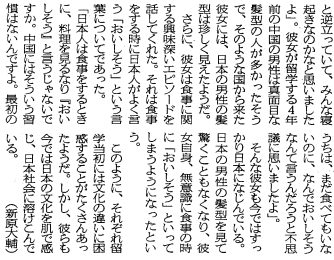 と逆立っていて、みんな寝
起きなのかなと思いました
よ」。彼女が留学する４年
前の中国の男性は真面目な
髪型の人が多かったそう
で、そのような国から来た
彼女には、日本の男性の髪
型は珍しく見えたようだ。
さらに、彼女は食事に関
する興味深いエピソードを
話してくれた。それは食事
をする際に日本人がよく言
う「おいしそう」という言
葉についてであった。
「日本人は食事をするとき
に、料理を見るなり『おい
しそう』と言うじゃないで
すか。中国にはそういう習
慣はないんですよ。最初の
うちは、まだ食べてもいな
いのに、なんでおいしそう
なんて言うんだろうと不思
議に思いましたよ」。
そんな彼女も今ではすっ
かり日本になじんでいる。
日本の男性の髪型を見て
驚くこともなくなり、彼
女自身、無意識に食事の時
に「おいしそう」といって
しまうようになったとい
う。
このように、それぞれ留
学当初には文化の違いに困
惑することがたくさんあっ
たようだ。しかし、彼らも
今では日本の文化を肌で感
じ、日本社会に溶けこんで
いる。
（新原大輔）